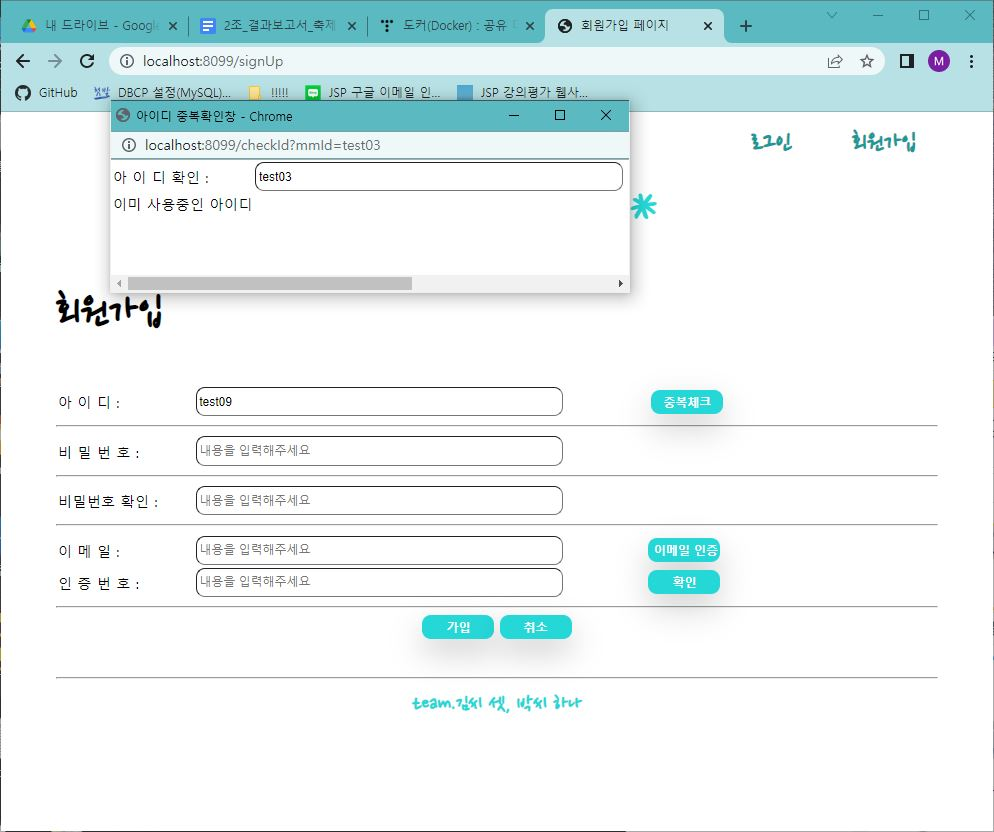 내 드라이브 - Google
2조_결과보고서_축제
도커(Docker) : 공유
회원가입 페이지
localhost:8099/signUp
M
GitHub
DBCP 설정(MySQL)...
!!!!!
JSP 구글 이메일 인...
JSP 강의평가 웹사...
아이디 중복확인창 - Chrome
localhost:8099/checkId?mmId=test03
아 이 디 확인 :
test03
이미 사용중인 아이디
로그인
회원가입
회원가입
아 이 디 :
test09
중복체크
비 밀 번 호 :
내용을 입력해주세요
비밀번호 확인 :
내용을 입력해주세요
이 메 일 :
내용을 입력해주세요
이메일 인증
인 증 번 호 :
내용을 입력해주세요
확인
가입
취소
team.김씨 셋, 박씨 하나